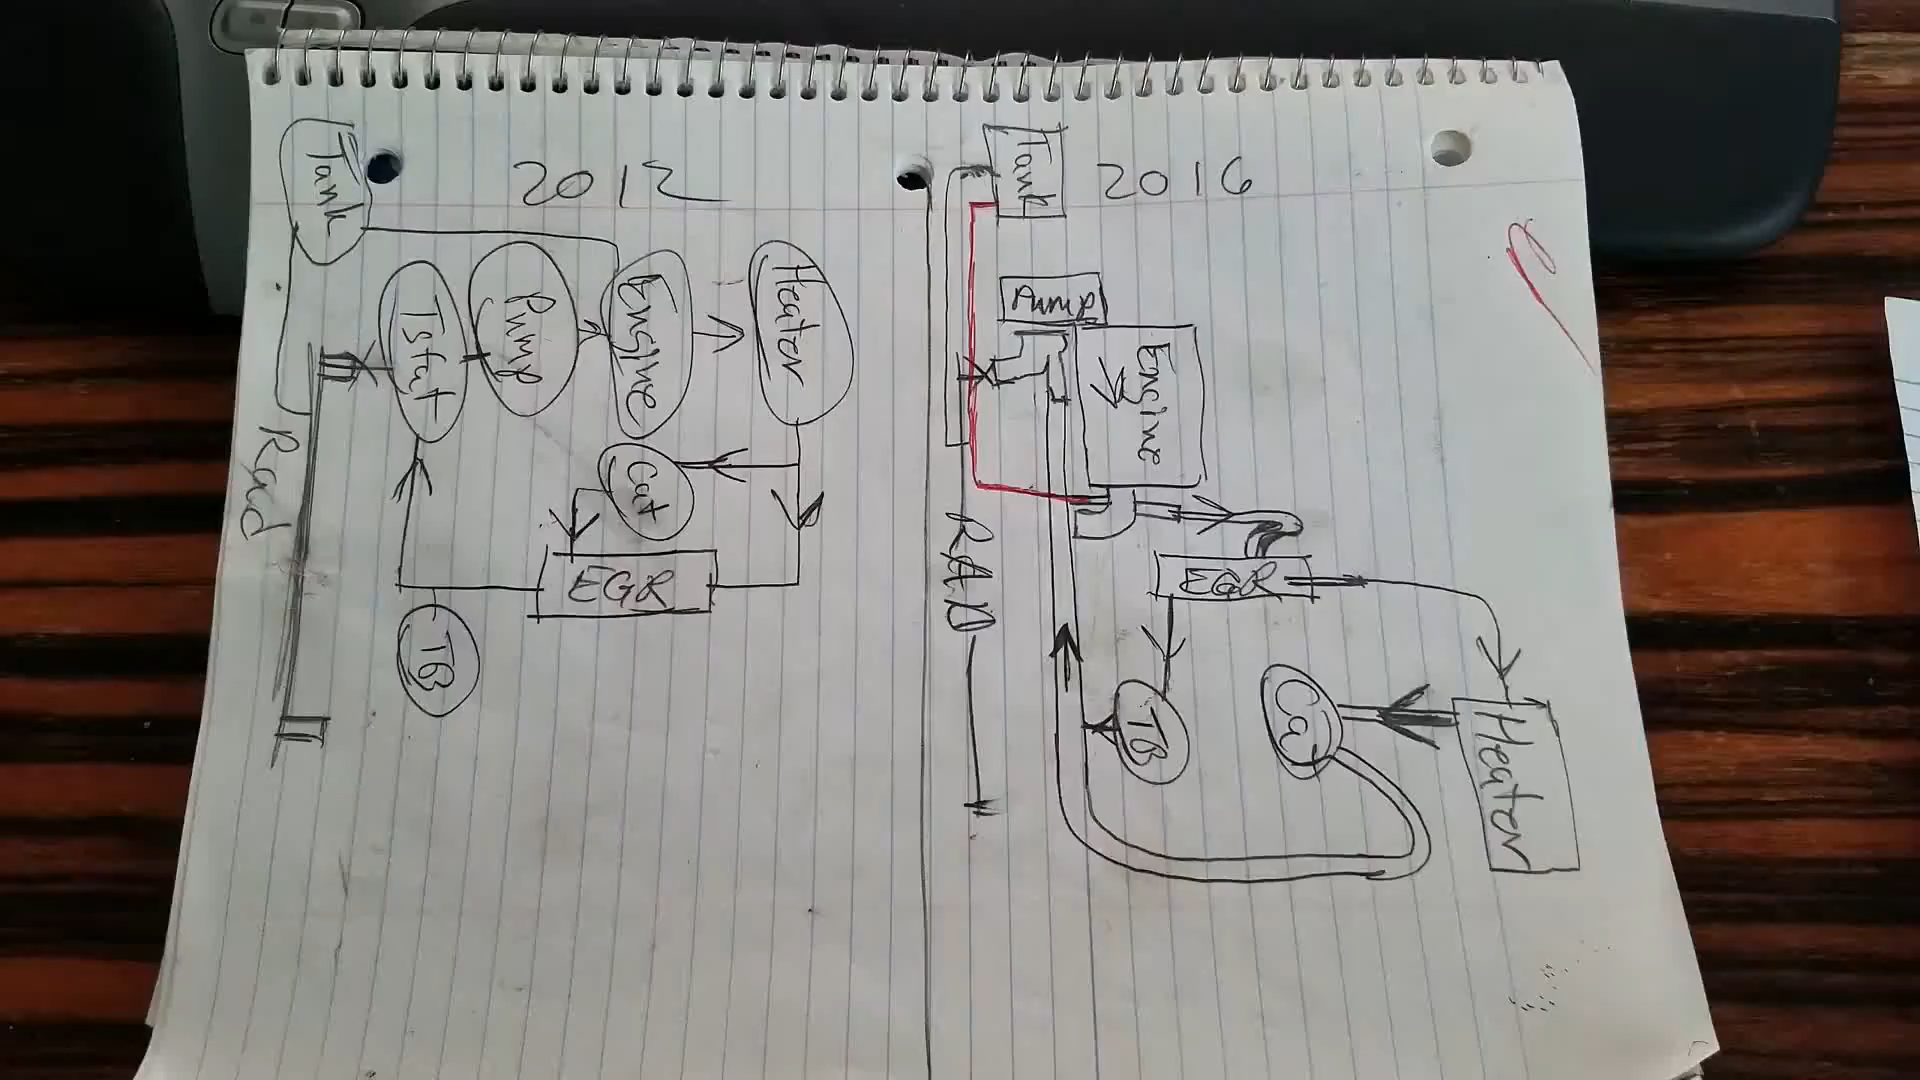 2012
Tank
Tstat
Pump
Engine
Heater
Cat
EGR
TB
Rad
2016
Tank
Pump
Engine
EGR
RAD
TB
Cat
Heater